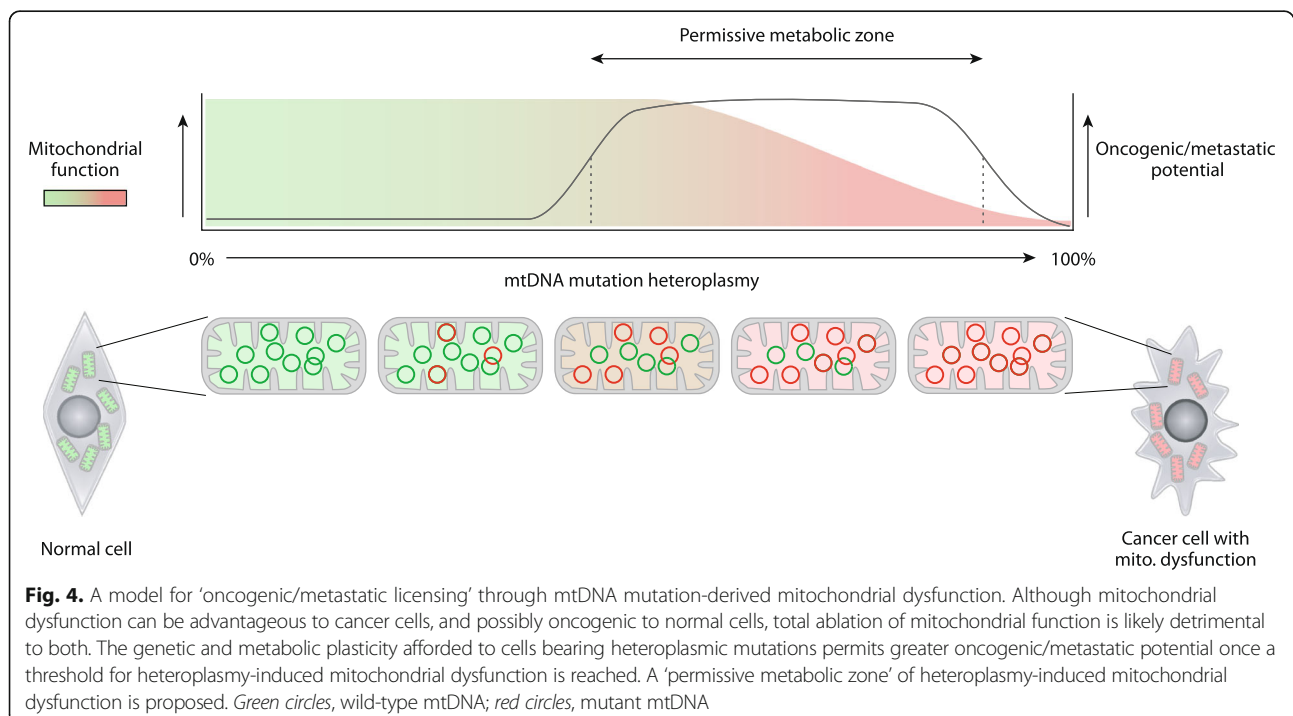 Permissive metabolic zone
Mitochondrial
function
Oncogenic/metastatic
potential
0%
100%
mtDNA mutation heteroplasmy
Normal cell
Cancer cell with
mito. dysfunction
Fig. 4. A model for ‘oncogenic/metastatic licensing’ through mtDNA mutation-derived mitochondrial dysfunction. Although mitochondrial
dysfunction can be advantageous to cancer cells, and possibly oncogenic to normal cells, total ablation of mitochondrial function is likely detrimental
to both. The genetic and metabolic plasticity afforded to cells bearing heteroplasmic mutations permits greater oncogenic/metastatic potential once a
threshold for heteroplasmy-induced mitochondrial dysfunction is reached. A ‘permissive metabolic zone’ of heteroplasmy-induced mitochondrial
dysfunction is proposed. Green circles, wild-type mtDNA; red circles, mutant mtDNA